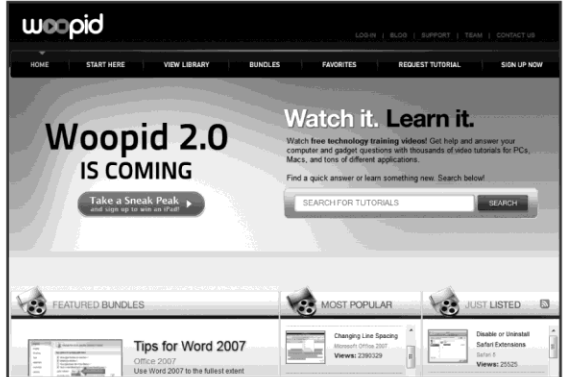 woopid
LOG-IN | BLOG | SUPPORT | TEAM | CONTACT US
HOME START HERE VIEW LIBRARY BUNDLES FAVORITES REQUEST TUTORIAL SIGN UP NOW
Woopid 2.0
IS COMING
Take a Sneak Peak
and sign up to win an iPad!
Watch it. Learn it.
Watch free technology training videos! Get help and answer your
computer and gadget questions with thousands of video tutorials for PCs,
Macs, and tons of different applications.
Find a quick answer or learn something new. Search below!
SEARCH FOR TUTORIALS SEARCH
FEATURED BUNDLES
Tips for Word 2007
Office 2007
Use Word 2007 to the fullest extent
MOST POPULAR
Changing Line Spacing
Microsoft Office 2007
Views: 2380329
JUST LISTED
Disable or Uninstall
Safari Extensions
Safari 5
Views: 25525